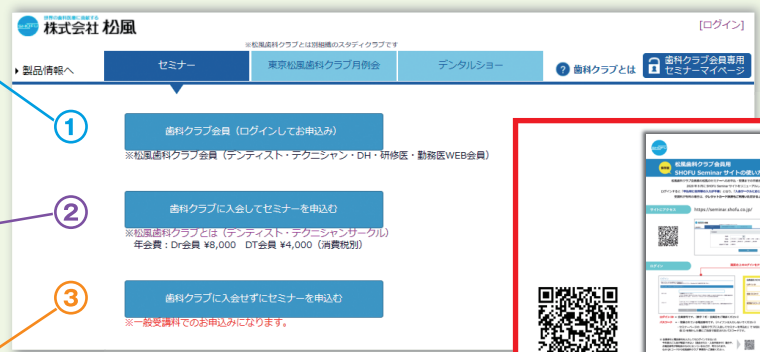 世界の歯科医療に貢献する
株式会社 松風
[ログイン]
※松風歯科クラブとは別組織のスタディクラブです
製品情報へ
セミナー
東京松風歯科クラブ月例会
デンタルショー
? 歯科クラブとは
歯科クラブ会員専用
セミナーマイページ
1
歯科クラブ会員（ログインしてお申込み）
※松風歯科クラブ会員（デンティスト・テクニシャン・DH・研修医・勤務医WEB会員）
2
歯科クラブに入会してセミナーを申込む
※松風歯科クラブとは（デンティスト・テクニシャンサークル）
年会費：Dr会員 ¥8,000　DT会員 ¥4,000（消費税別）
3
歯科クラブに入会せずにセミナーを申込む
※一般受講料でのお申込みになります。
松風歯科クラブ会員用
SHOFU Seminar サイトの使い方
https://seminar.shofu.co.jp/
ログイン